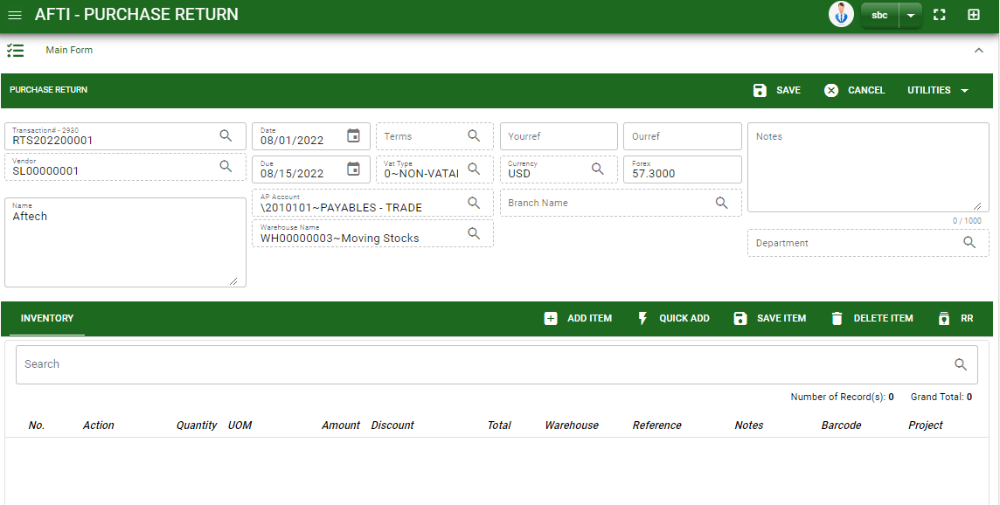 AFTI - PURCHASE RETURN
sbc
Main Form
PURCHASE RETURN
SAVE
CANCEL
UTILITIES
Transaction# - 2930
RTS202200001
Date
08/01/2022
Terms
Yourref
Ourref
Notes
Vendor
SL00000001
Due
08/15/2022
Vat Type
0~NON-VATAI
Currency
USD
Forex
57.3000
AP Account
\2010101~PAYABLES - TRADE
Branch Name
Name
Aftech
0 / 1000
Warehouse Name
WH00000003~Moving Stocks
Department
INVENTORY
ADD ITEM
QUICK ADD
SAVE ITEM
DELETE ITEM
RR
Search
Number of Record(s): 0 Grand Total: 0
No. Action Quantity UOM Amount Discount Total Warehouse Reference Notes Barcode Project